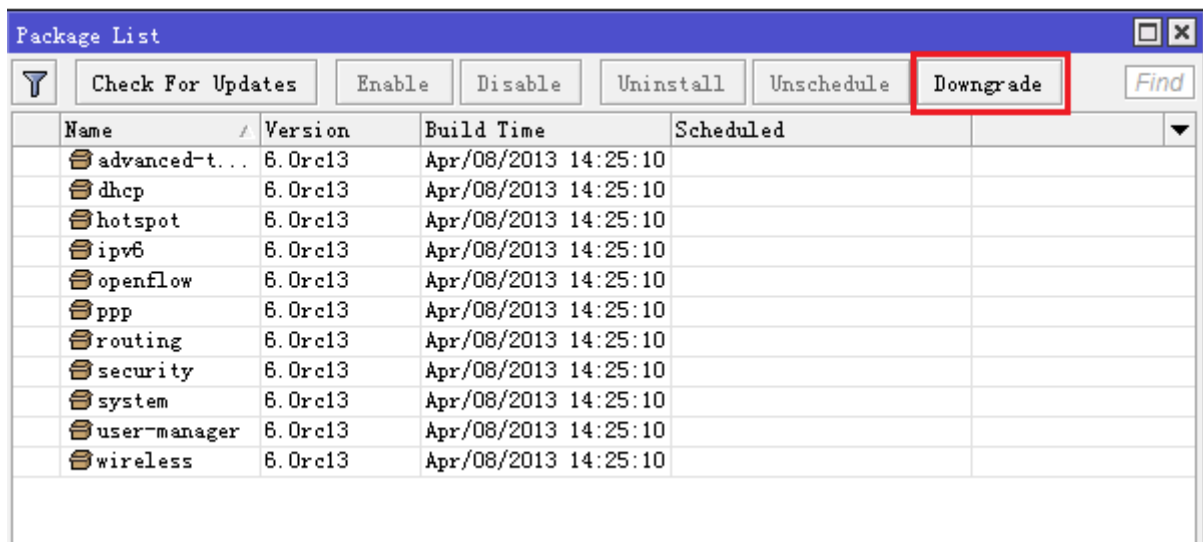 Package List
Check For Updates Enable Disable Uninstall Unschedule Downgrade Find
Name Version Build Time Scheduled
advanced-t... 6.0rc13 Apr/08/2013 14:25:10
dhcp 6.0rc13 Apr/08/2013 14:25:10
hotspot 6.0rc13 Apr/08/2013 14:25:10
ipv6 6.0rc13 Apr/08/2013 14:25:10
openflow 6.0rc13 Apr/08/2013 14:25:10
ppp 6.0rc13 Apr/08/2013 14:25:10
routing 6.0rc13 Apr/08/2013 14:25:10
security 6.0rc13 Apr/08/2013 14:25:10
system 6.0rc13 Apr/08/2013 14:25:10
user-manager 6.0rc13 Apr/08/2013 14:25:10
wireless 6.0rc13 Apr/08/2013 14:25:10